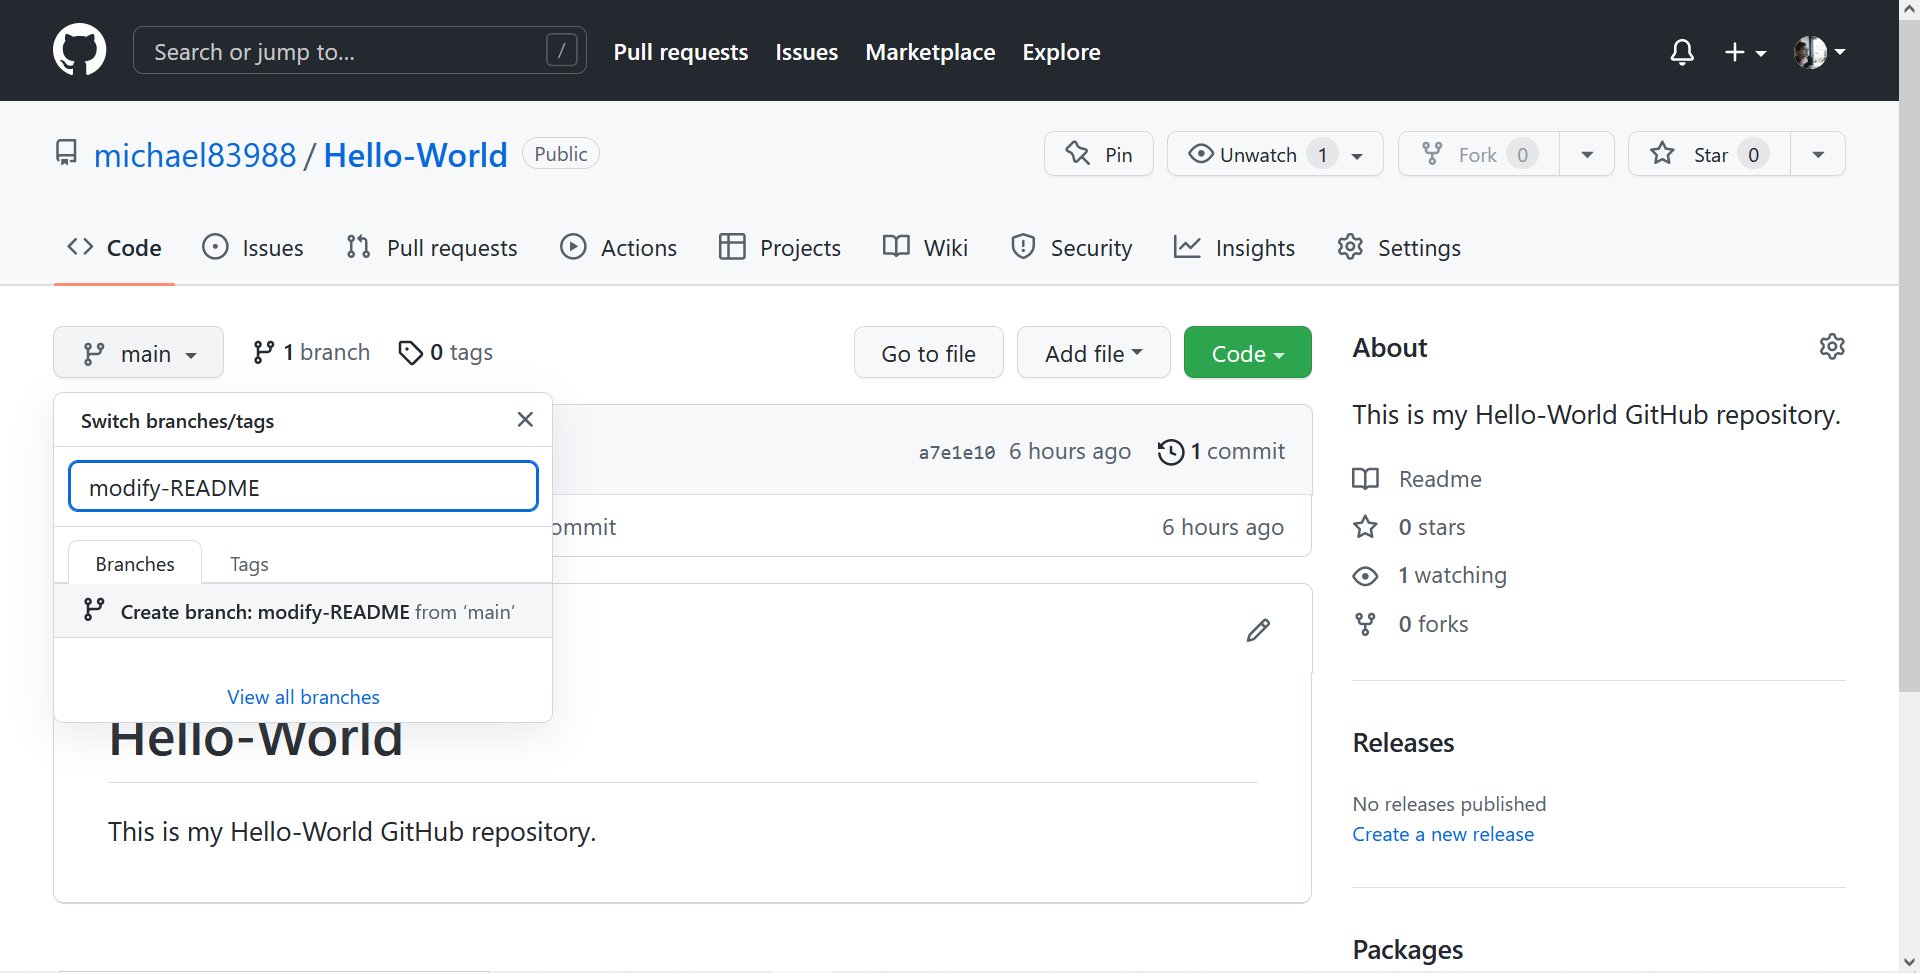 Search or jump to... / Pull requests Issues Marketplace Explore
michael83988 / Hello-World Public Pin Unwatch 1 Fork 0 Star 0
Code Issues Pull requests Actions Projects Wiki Security Insights Settings
main 1 branch 0 tags Go to file Add file Code
Switch branches/tags
modify-README
Branches Tags
Create branch: modify-README from ‘main’
View all branches
a7e1e10 6 hours ago 1 commit
ommit 6 hours ago
Hello-World
This is my Hello-World GitHub repository.
About
This is my Hello-World GitHub repository.
Readme
0 stars
1 watching
0 forks
Releases
No releases published
Create a new release
Packages